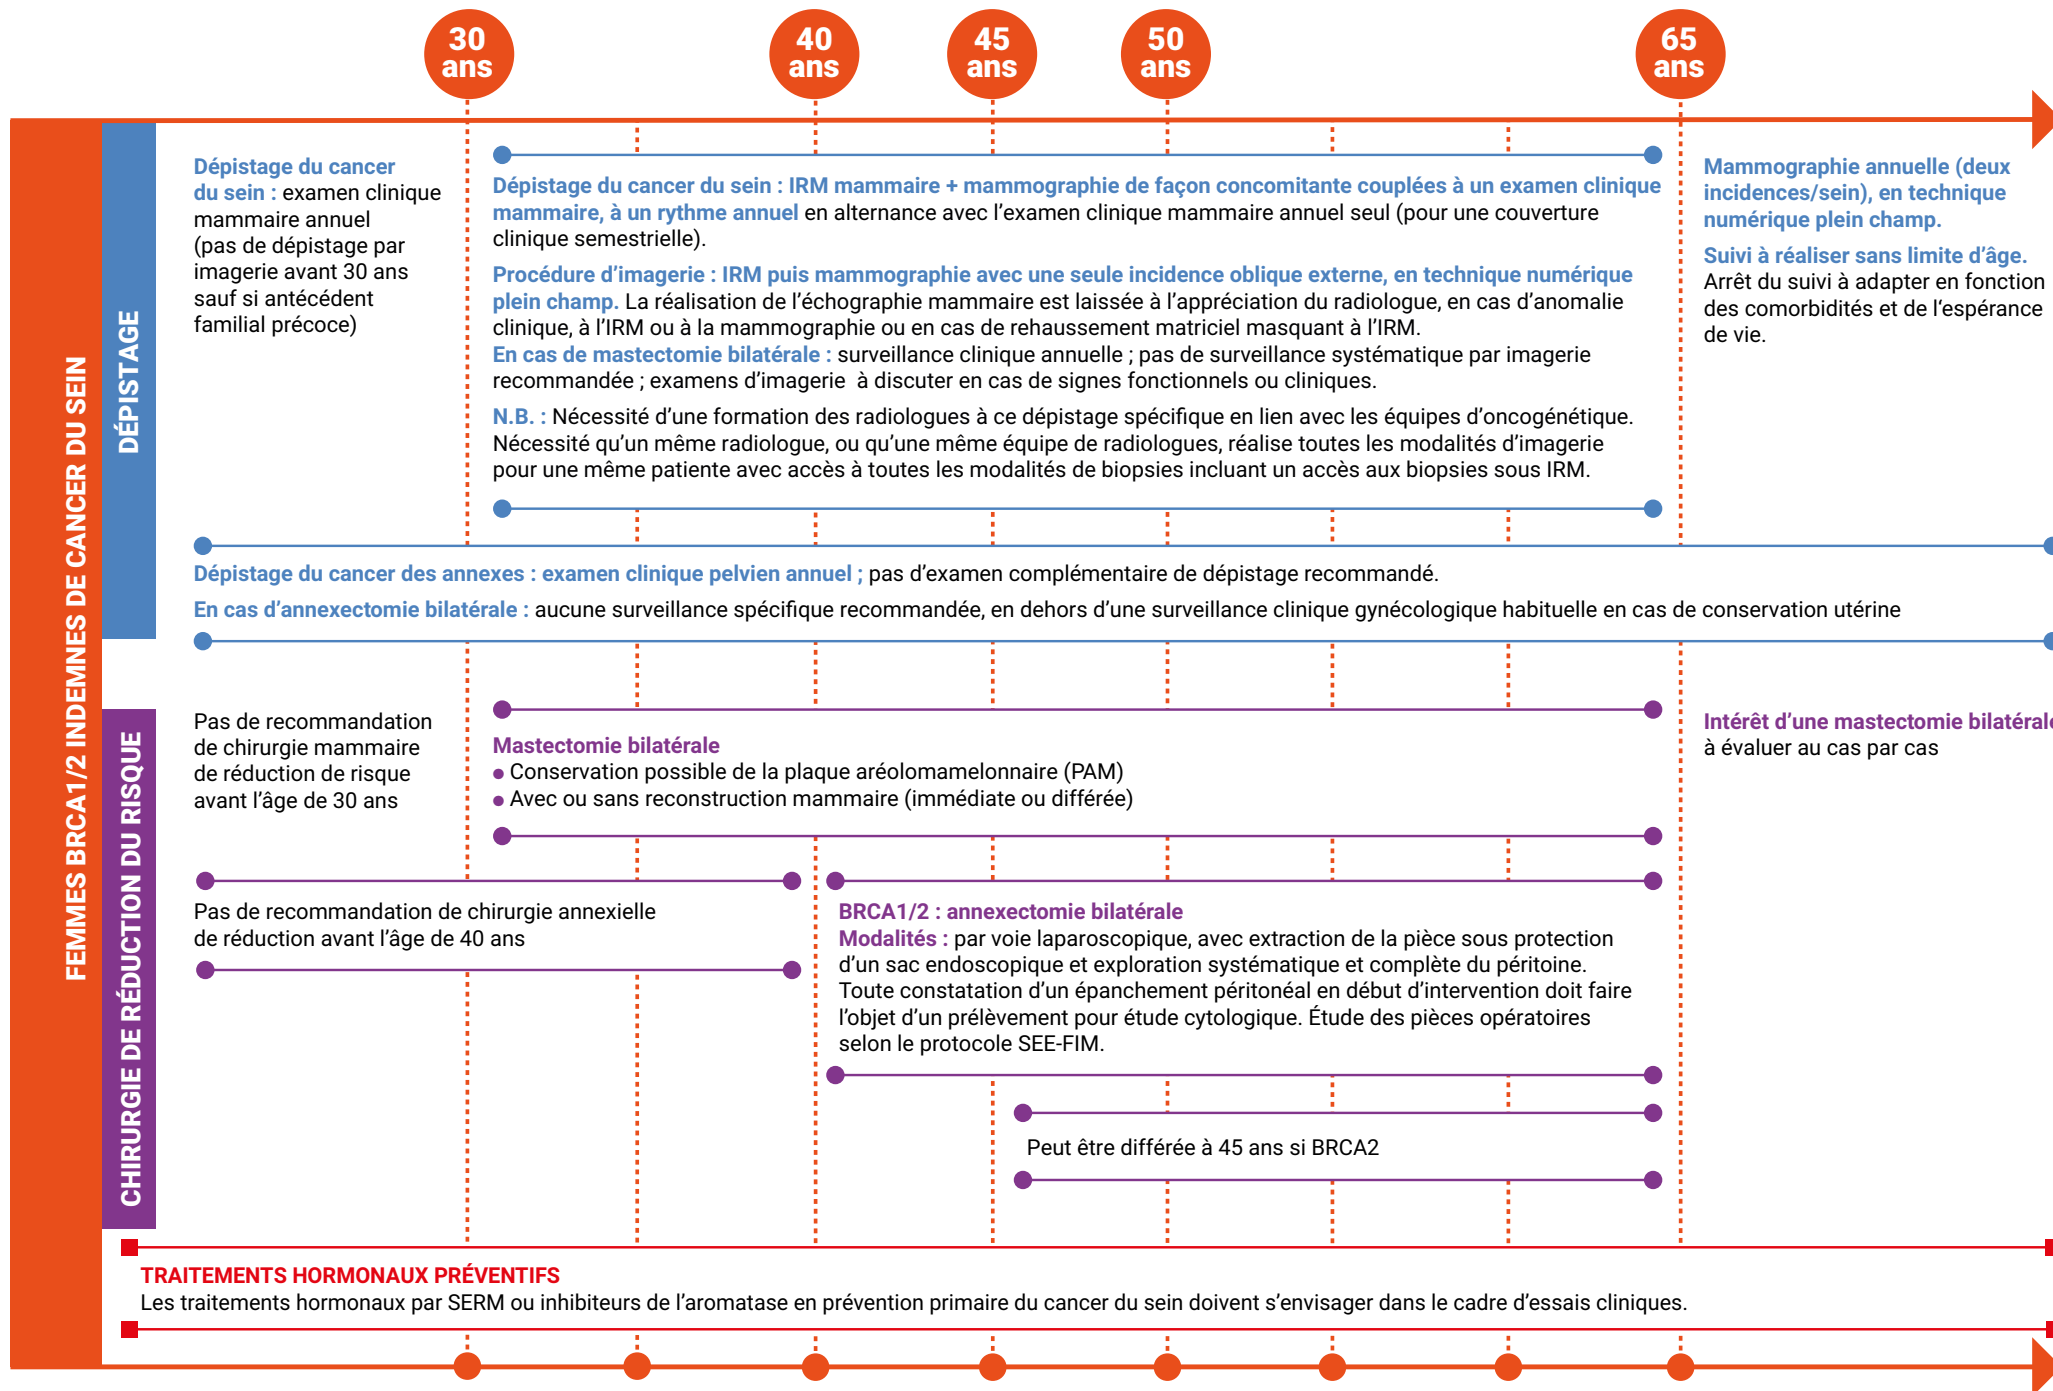 30
ans
40
ans
45
ans
50
ans
65
ans
FEMMES BRCA1/2 INDEMNES DE CANCER DU SEIN
DÉPISTAGE
Dépistage du cancer
du sein : examen clinique
mammaire annuel
(pas de dépistage par
imagerie avant 30 ans
sauf si antécédent
familial précoce)
Dépistage du cancer du sein : IRM mammaire + mammographie de façon concomitante couplées à un examen clinique
mammaire, à un rythme annuel en alternance avec l’examen clinique mammaire annuel seul (pour une couverture
clinique semestrielle).
Procédure d’imagerie : IRM puis mammographie avec une seule incidence oblique externe, en technique numérique
plein champ. La réalisation de l’échographie mammaire est laissée à l’appréciation du radiologue, en cas d’anomalie
clinique, à l’IRM ou à la mammographie ou en cas de rehaussement matriciel masquant à l’IRM.
En cas de mastectomie bilatérale : surveillance clinique annuelle ; pas de surveillance systématique par imagerie
recommandée ; examens d’imagerie à discuter en cas de signes fonctionnels ou cliniques.
N.B. : Nécessité d’une formation des radiologues à ce dépistage spécifique en lien avec les équipes d’oncogénétique.
Nécessité qu’un même radiologue, ou qu’une même équipe de radiologues, réalise toutes les modalités d’imagerie
pour une même patiente avec accès à toutes les modalités de biopsies incluant un accès aux biopsies sous IRM.
Mammographie annuelle (deux
incidences/sein), en technique
numérique plein champ.
Suivi à réaliser sans limite d’âge.
Arrêt du suivi à adapter en fonction
des comorbidités et de l‘espérance
de vie.
Dépistage du cancer des annexes : examen clinique pelvien annuel ; pas d’examen complémentaire de dépistage recommandé.
En cas d’annexectomie bilatérale : aucune surveillance spécifique recommandée, en dehors d’une surveillance clinique gynécologique habituelle en cas de conservation utérine
CHIRURGIE DE RÉDUCTION DU RISQUE
Pas de recommandation
de chirurgie mammaire
de réduction de risque
avant l’âge de 30 ans
Mastectomie bilatérale
● Conservation possible de la plaque aréolomamelonnaire (PAM)
● Avec ou sans reconstruction mammaire (immédiate ou différée)
Intérêt d’une mastectomie bilatérale
à évaluer au cas par cas
Pas de recommandation de chirurgie annexielle
de réduction avant l’âge de 40 ans
BRCA1/2 : annexectomie bilatérale
Modalités : par voie laparoscopique, avec extraction de la pièce sous protection
d’un sac endoscopique et exploration systématique et complète du péritoine.
Toute constatation d’un épanchement péritonéal en début d’intervention doit faire
l’objet d’un prélèvement pour étude cytologique. Étude des pièces opératoires
selon le protocole SEE-FIM.
Peut être différée à 45 ans si BRCA2
TRAITEMENTS HORMONAUX PRÉVENTIFS
Les traitements hormonaux par SERM ou inhibiteurs de l’aromatase en prévention primaire du cancer du sein doivent s’envisager dans le cadre d’essais cliniques.